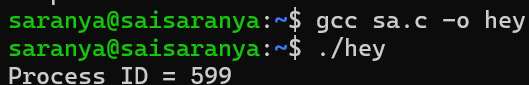 saranya@saisaranya:~$ gcc sa.c -o hey
saranya@saisaranya:~$ ./hey
Process ID = 599